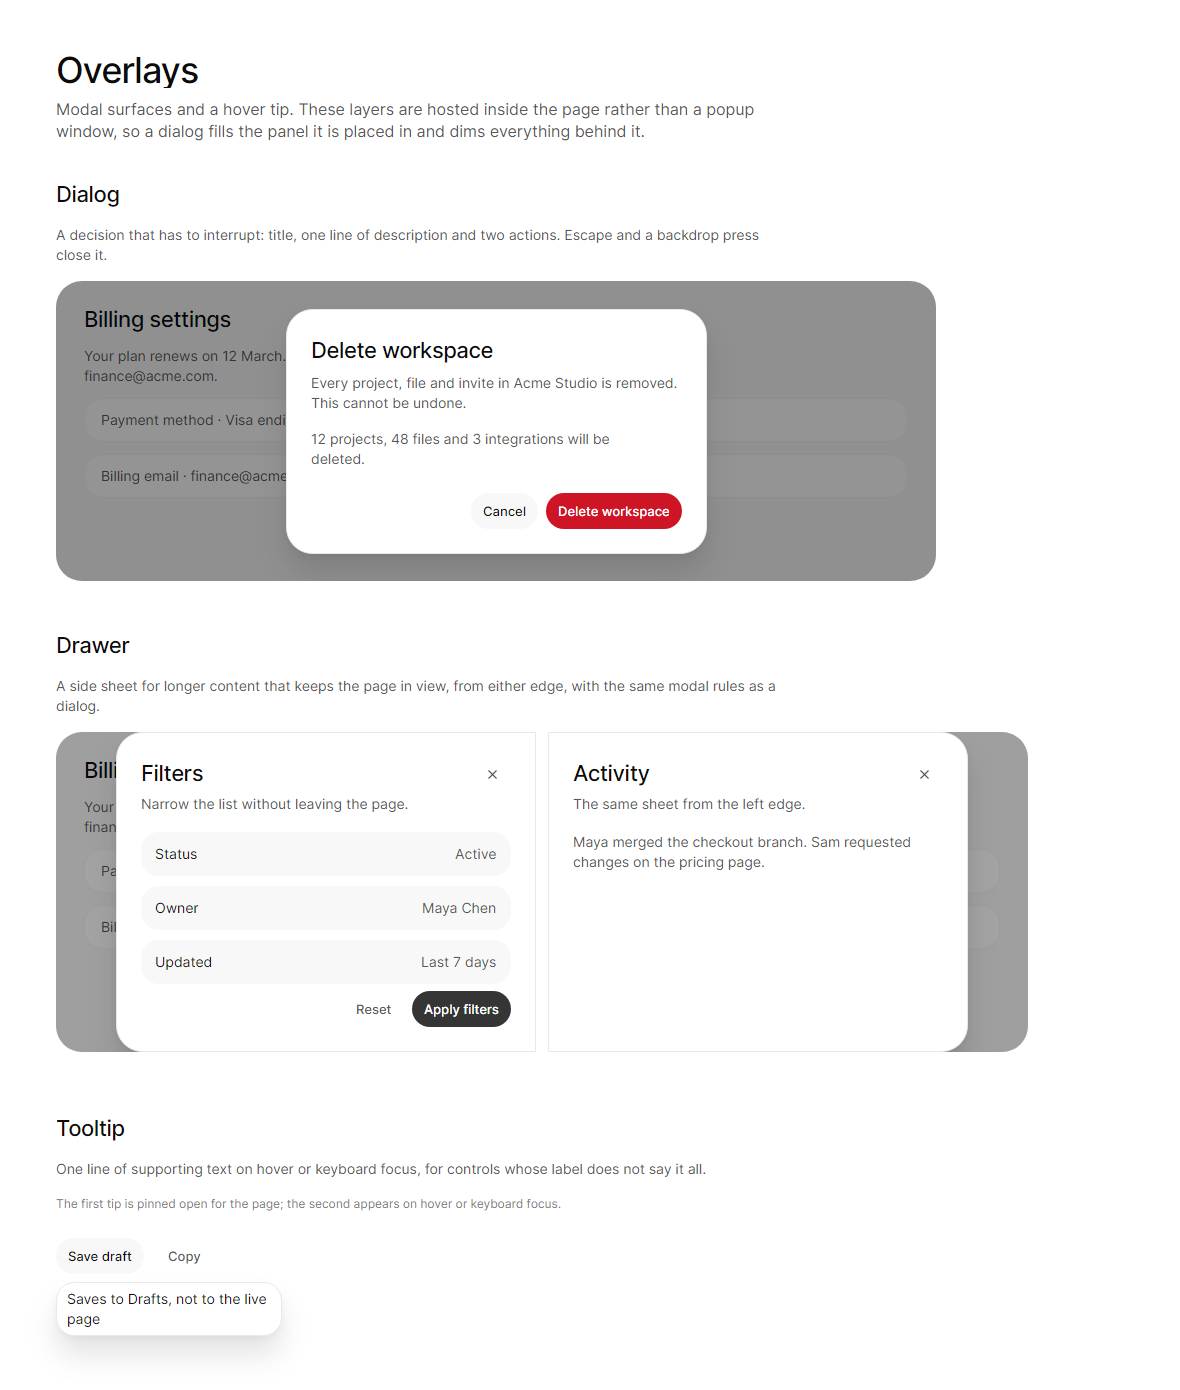 Overlays
Modal surfaces and a hover tip. These layers are hosted inside the page rather than a popup
window, so a dialog fills the panel it is placed in and dims everything behind it.
Dialog
A decision that has to interrupt: title, one line of description and two actions. Escape and a backdrop press
close it.
Billing settings
Your plan renews on 12 March.
finance@acme.com.
Payment method · Visa endi
Billing email · finance@acme
Delete workspace
Every project, file and invite in Acme Studio is removed.
This cannot be undone.
12 projects, 48 files and 3 integrations will be
deleted.
Cancel
Delete workspace
Drawer
A side sheet for longer content that keeps the page in view, from either edge, with the same modal rules as a
dialog.
Billi
Your
finan
Pa
Bil
Filters
Narrow the list without leaving the page.
Status Active
Owner Maya Chen
Updated Last 7 days
Reset Apply filters
Activity
The same sheet from the left edge.
Maya merged the checkout branch. Sam requested
changes on the pricing page.
Tooltip
One line of supporting text on hover or keyboard focus, for controls whose label does not say it all.
The first tip is pinned open for the page; the second appears on hover or keyboard focus.
Save draft Copy
Saves to Drafts, not to the live
page